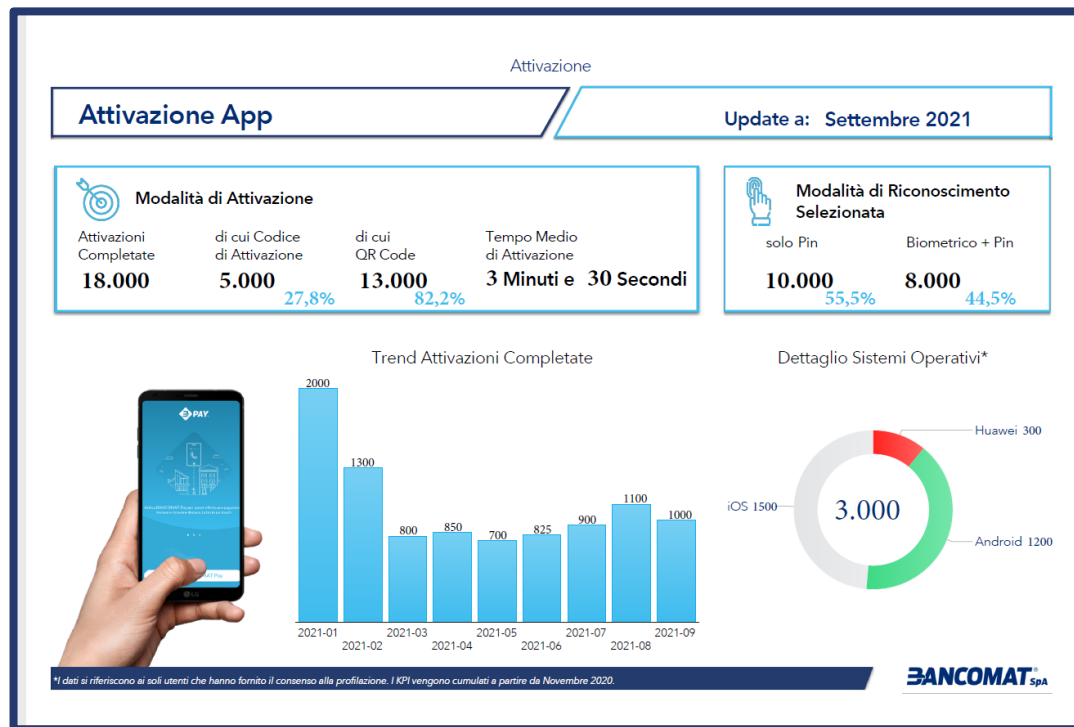 Attivazione
Attivazione App
Update a: Settembre 2021
Modalità di Attivazione
Attivazioni
Completate
18.000
di cui Codice
di Attivazione
5.000
27,8%
di cui
QR Code
13.000
82,2%
Tempo Medio
di Attivazione
3 Minuti e 30 Secondi
Modalità di Riconoscimento
Selezionata
solo Pin
10.000
55,5%
Biometrico + Pin
8.000
44,5%
PAY
LG
Trend Attivazioni Completate
2000
1300
800
850
700
825
900
1100
1000
2021-01
2021-02
2021-03
2021-04
2021-05
2021-06
2021-07
2021-08
2021-09
Dettaglio Sistemi Operativi*
Huawei 300
iOS 1500
3.000
Android 1200
*I dati si riferiscono ai soli utenti che hanno fornito il consenso alla profilazione. I KPI vengono cumulati a partire da Novembre 2020.
BANCOMAT® SpA